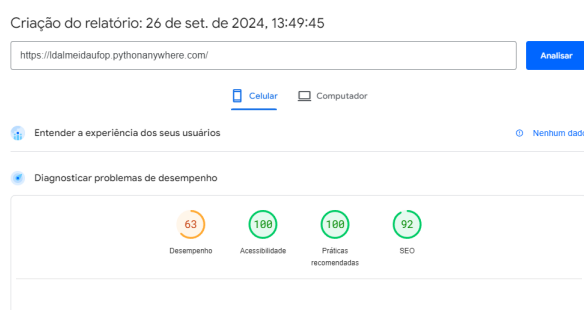 Criação do relatório: 26 de set. de 2024, 13:49:45
https://ldalmeidaufop.pythonanywhere.com/
Analisar
Celular
Computador
Entender a experiência dos seus usuários
Nenhum dado
Diagnosticar problemas de desempenho
63
100
100
92
Desempenho
Acessibilidade
Práticas
recomendadas
SEO